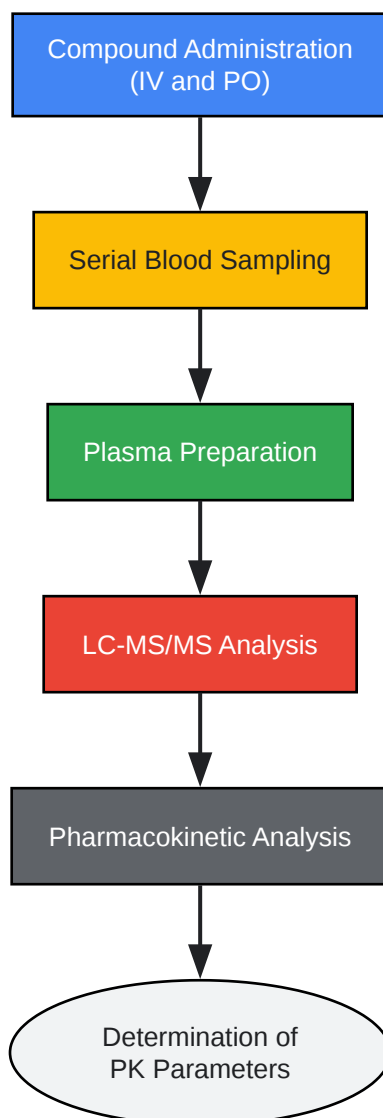 Compound Administration
(IV and PO)
Serial Blood Sampling
Plasma Preparation
LC-MS/MS Analysis
Pharmacokinetic Analysis
Determination of
PK Parameters